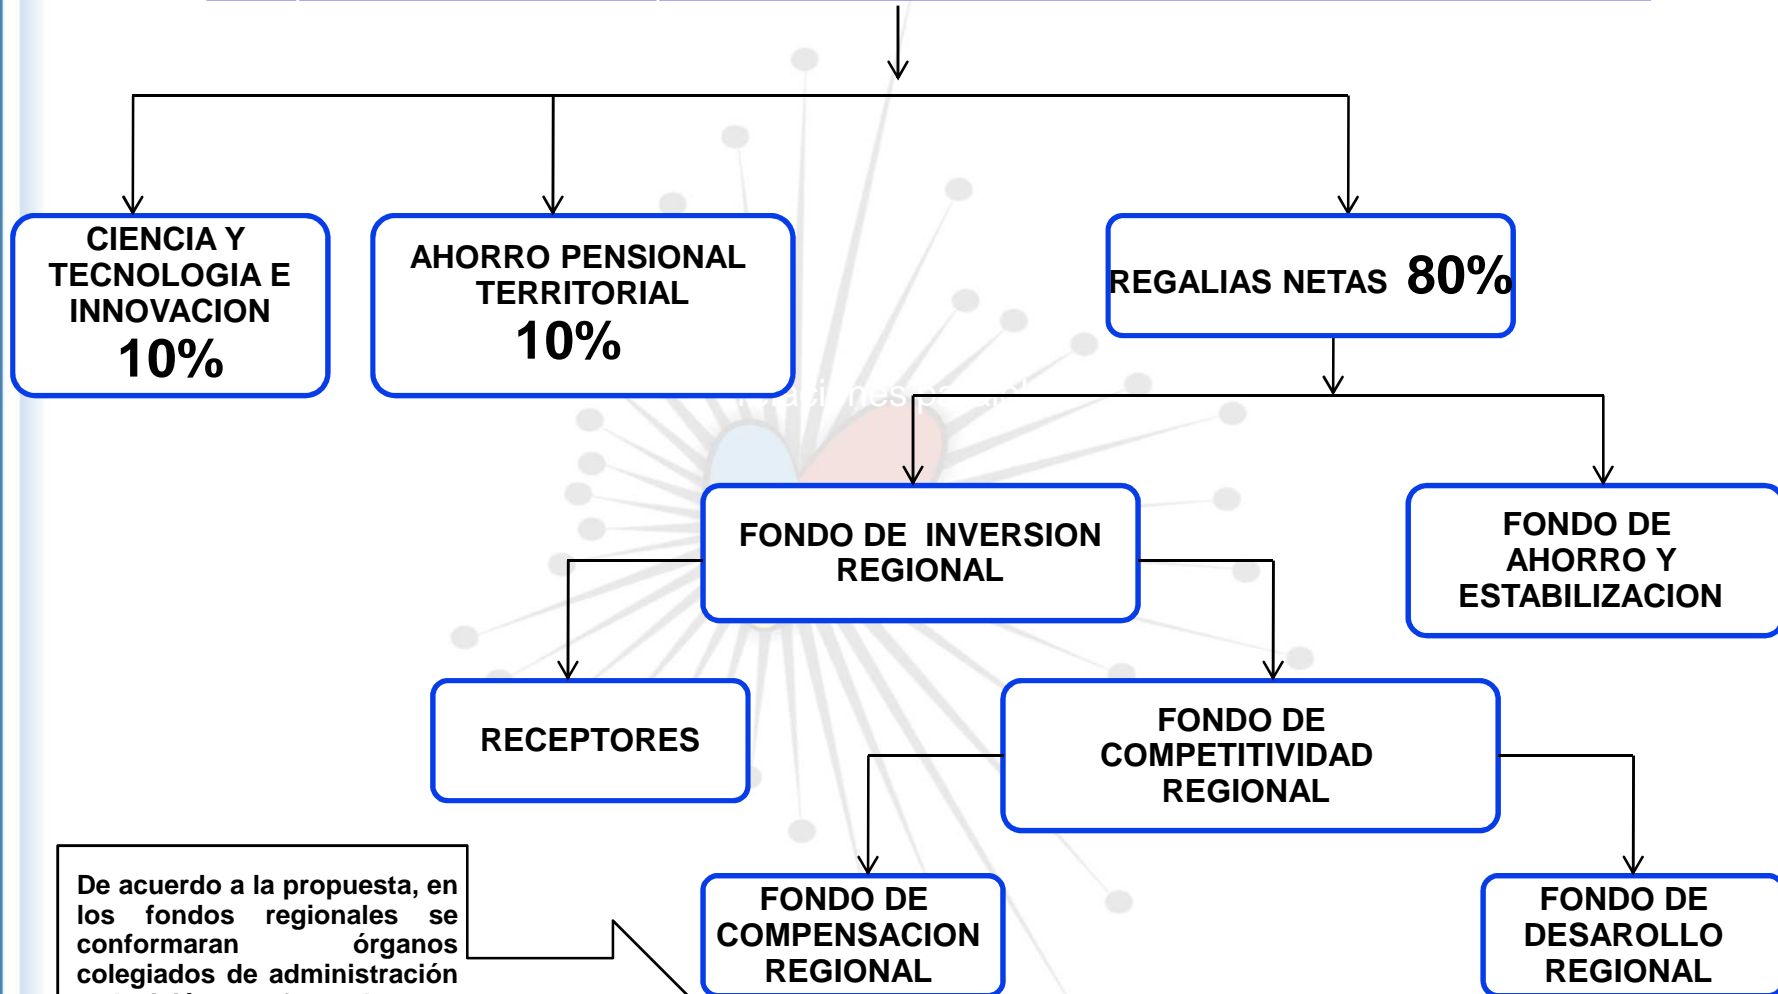 CIENCIA Y
TECNOLOGIA E
INNOVACION
10%
AHORRO PENSIONAL
TERRITORIAL
10%
REGALIAS NETAS 80%
FONDO DE INVERSION
REGIONAL
FONDO DE
AHORRO Y
ESTABILIZACION
RECEPTORES
FONDO DE
COMPETITIVIDAD
REGIONAL
FONDO DE
COMPENSACION
REGIONAL
FONDO DE
DESAROLLO
REGIONAL
De acuerdo a la propuesta, en
los fondos regionales se
conformaran órganos
colegiados de administración